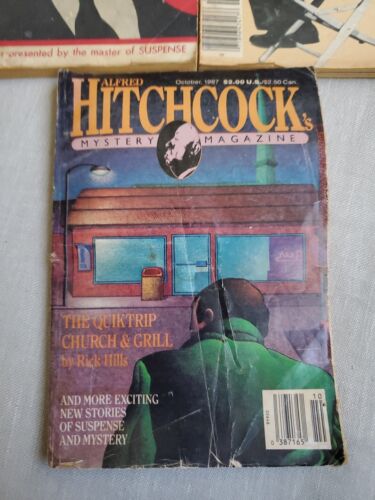 presented by the master of SUSPENSE
ALFRED
October, 1987 $2.00 U.S./$2.50 Can.
HITCHCOCK's
MYSTERY MAGAZINE
THE QUIKTRIP
CHURCH & GRILL
by Rick Hills
AND MORE EXCITING
NEW STORIES
OF SUSPENSE
AND MYSTERY
10
0 387165